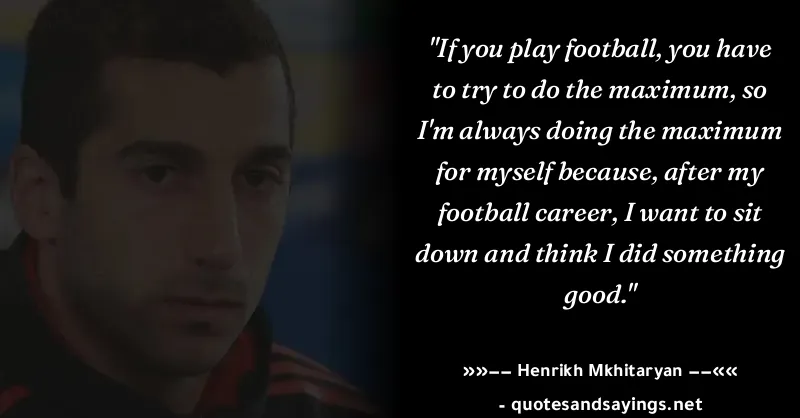 "If you play football, you have
to try to do the maximum, so
I'm always doing the maximum
for myself because, after my
football career, I want to sit
down and think I did something
good."
»»–– Henrikh Mkhitaryan ––««
- quotesandsayings.net